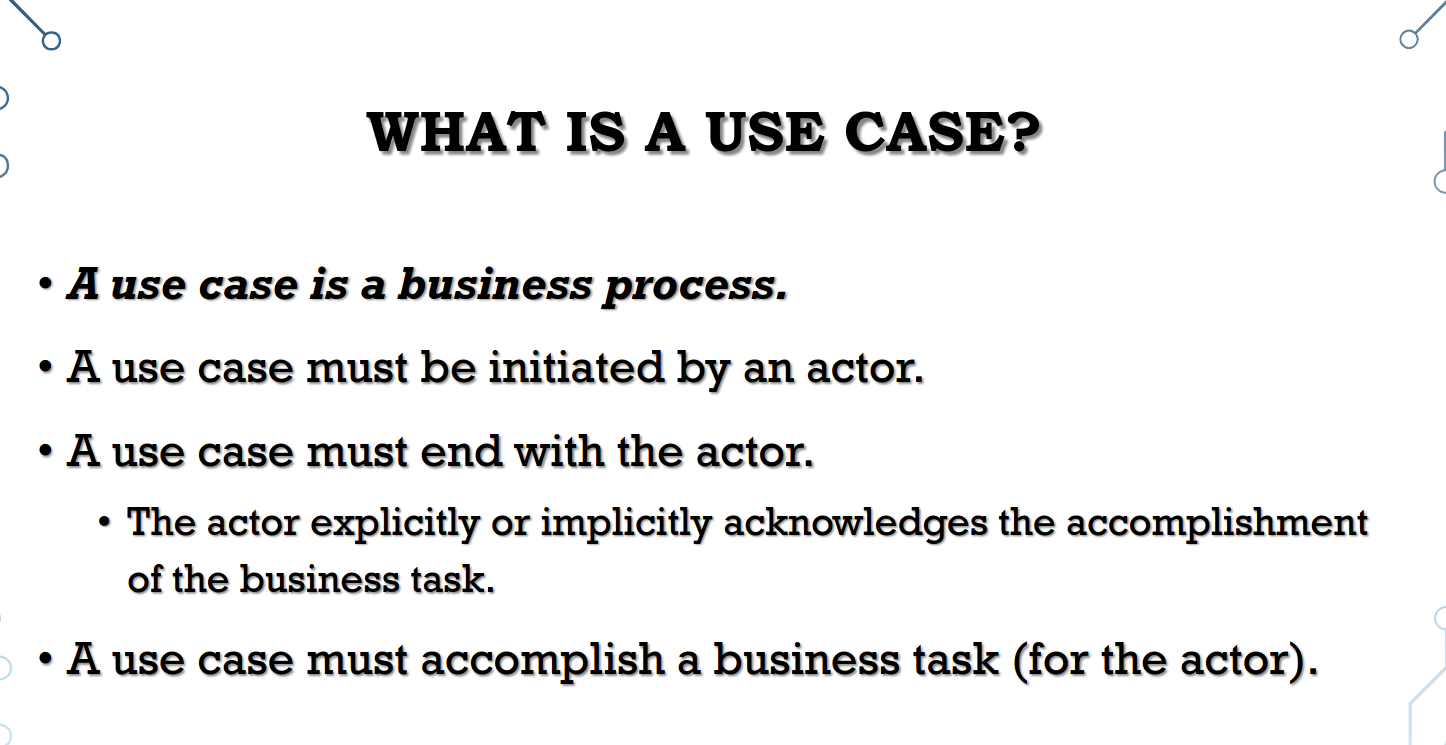 WHAT IS A USE CASE?
• A use case is a business process.
• A use case must be initiated by an actor.
• A use case must end with the actor.
• The actor explicitly or implicitly acknowledges the accomplishment
of the business task.
• A use case must accomplish a business task (for the actor).